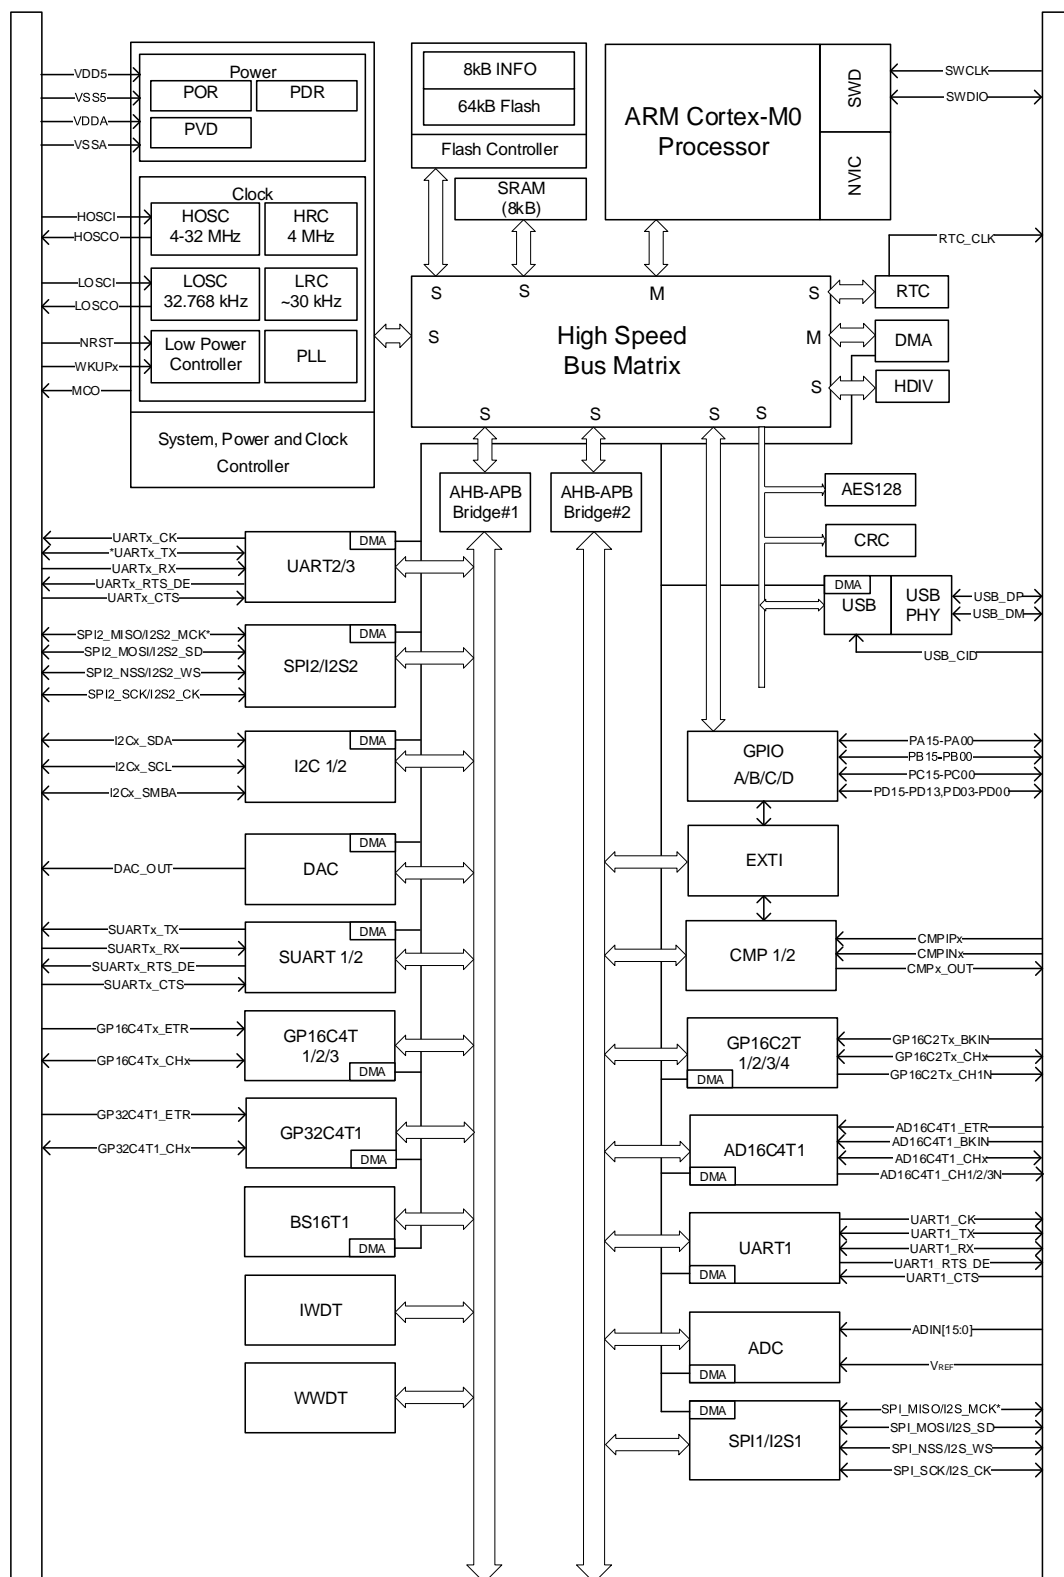 VDD5
VSS5
VDDA
VSSA
Power
POR
PDR
PVD
Clock
HOSCI
HOSCO
HOSC
4-32 MHz
HRC
4 MHz
LOSCI
LOSCO
LOSC
32.768 kHz
LRC
~30 kHz
NRST
WKUPx
MCO
Low Power
Controller
PLL
System, Power and Clock
Controller
8kB INFO
64kB Flash
Flash Controller
SRAM
(8kB)
ARM Cortex-M0
Processor
SWD
NVIC
SWCLK
SWDIO
RTC_CLK
S
S
M
S
RTC
S
High Speed
Bus Matrix
M
DMA
S
HDIV
S
S
S
S
AHB-APB
Bridge#1
AHB-APB
Bridge#2
AES128
CRC
DMA
USB
USB
PHY
USB_DP
USB_DM
USB_CID
UARTx_CK
*UARTx_TX
UARTx_RX
UARTx_RTS_DE
UARTx_CTS
DMA
UART2/3
SPI2_MISO/I2S2_MCK*
SPI2_MOSI/I2S2_SD
SPI2_NSS/I2S2_WS
SPI2_SCK/I2S2_CK
DMA
SPI2/I2S2
I2Cx_SDA
I2Cx_SCL
I2Cx_SMBA
DMA
I2C 1/2
GPIO
A/B/C/D
PA15-PA00
PB15-PB00
PC15-PC00
PD15-PD13,PD03-PD00
DAC_OUT
DMA
DAC
EXTI
SUARTx_TX
SUARTx_RX
SUARTx_RTS_DE
SUARTx_CTS
DMA
SUART 1/2
CMP 1/2
CMPIPx
CMPINx
CMPx_OUT
GP16C4Tx_ETR
GP16C4Tx_CHx
GP16C4T
1/2/3
DMA
GP16C2T
1/2/3/4
DMA
GP16C2Tx_BKIN
GP16C2Tx_CHx
GP16C2Tx_CH1N
GP32C4T1_ETR
GP32C4T1_CHx
GP32C4T1
DMA
AD16C4T1
DMA
AD16C4T1_ETR
AD16C4T1_BKIN
AD16C4T1_CHx
AD16C4T1_CH1/2/3N
BS16T1
DMA
UART1
DMA
UART1_CK
UART1_TX
UART1_RX
UART1_RTS_DE
UART1_CTS
IWDT
ADC
DMA
ADIN[15:0]
VREF
WWDT
DMA
SPI1/I2S1
SPI_MISO/I2S_MCK*
SPI_MOSI/I2S_SD
SPI_NSS/I2S_WS
SPI_SCK/I2S_CK